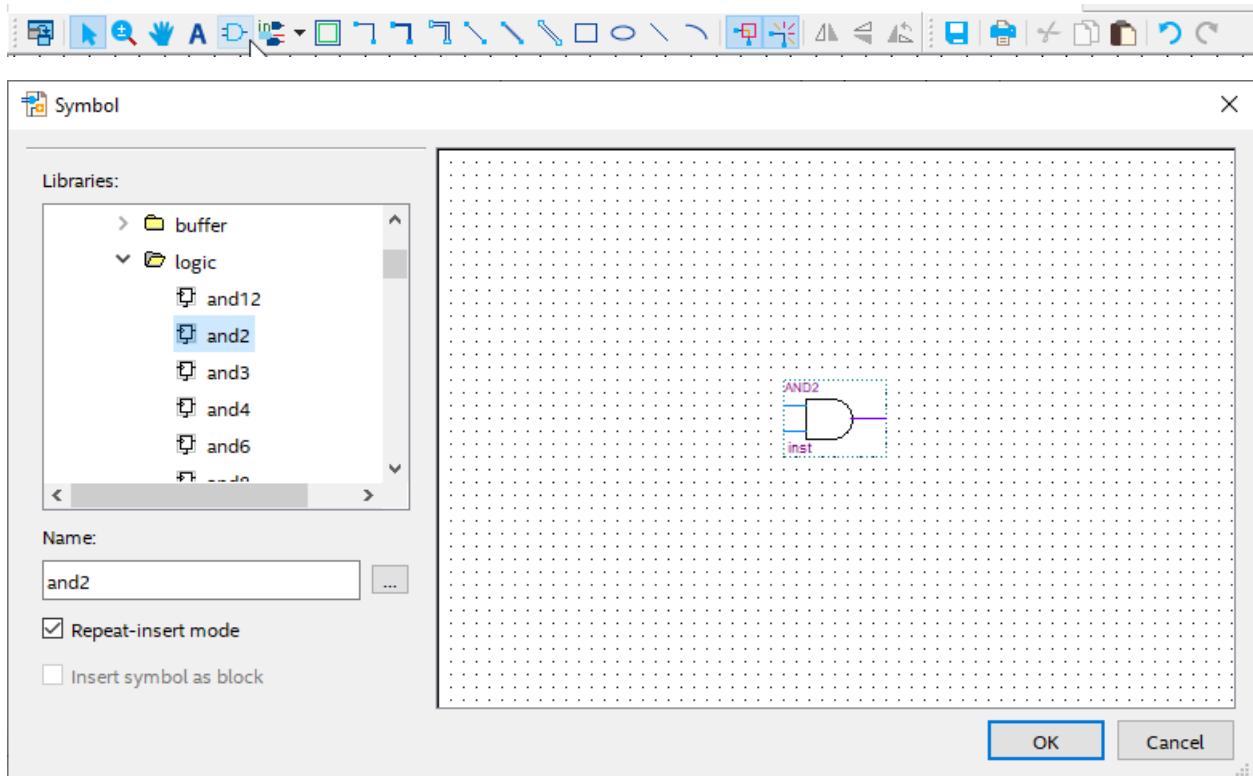 A
in
Symbol
Libraries:
buffer
logic
and12
and2
and3
and4
and6
AND2
inst
Name:
and2
...
Repeat-insert mode
Insert symbol as block
OK
Cancel